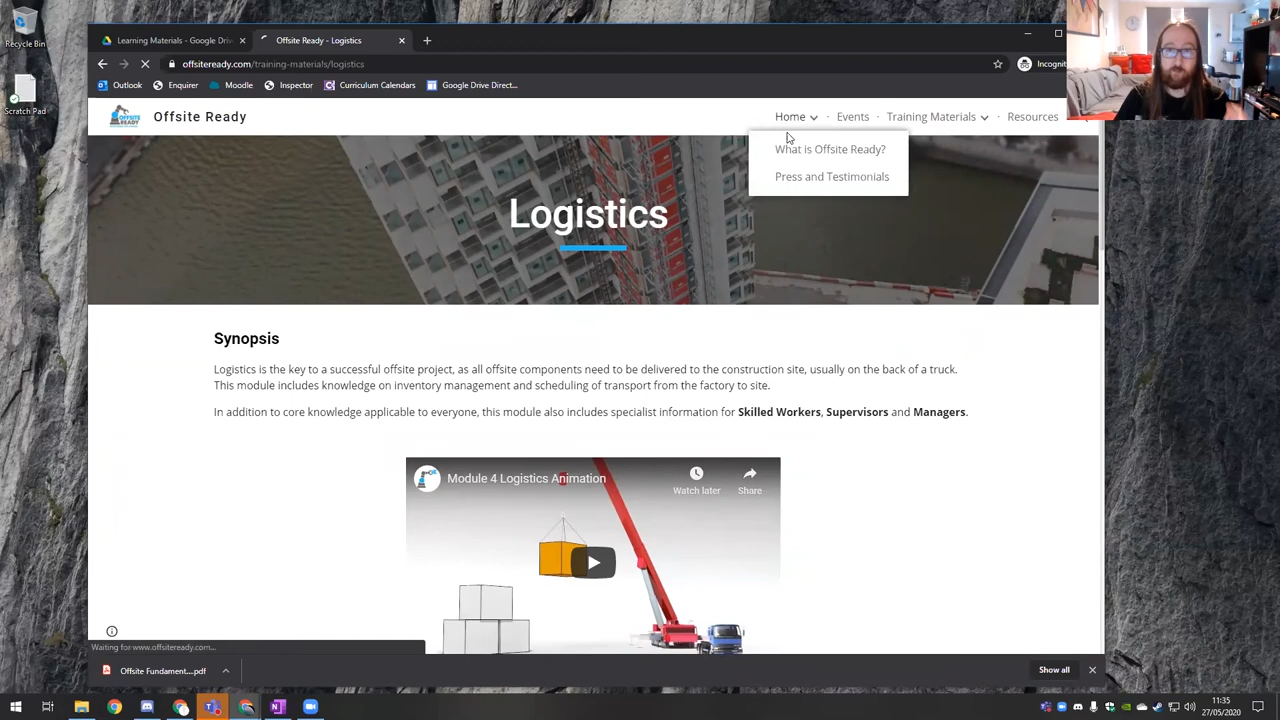 Recycle Bin
Scratch Pad
Learning Materials - Google Driv
Offsite Ready - Logistics
offsiteready.com/training-materials/logistics
Incogni
Outlook
Enquirer
Moodle
Inspector
Curriculum Calendars
Google Drive Direct...
OFFSITE READY
Offsite Ready
Home
Events
Training Materials
Resources
What is Offsite Ready?
Press and Testimonials
Logistics
Synopsis
Logistics is the key to a successful offsite project, as all offsite components need to be delivered to the construction site, usually on the back of a truck.
This module includes knowledge on inventory management and scheduling of transport from the factory to site.
In addition to core knowledge applicable to everyone, this module also includes specialist information for Skilled Workers, Supervisors and Managers.
Module 4 Logistics Animation
Watch later
Share
Waiting for www.offsiteready.com...
Offsite Fundament....pdf
Show all
11:35
27/05/2020